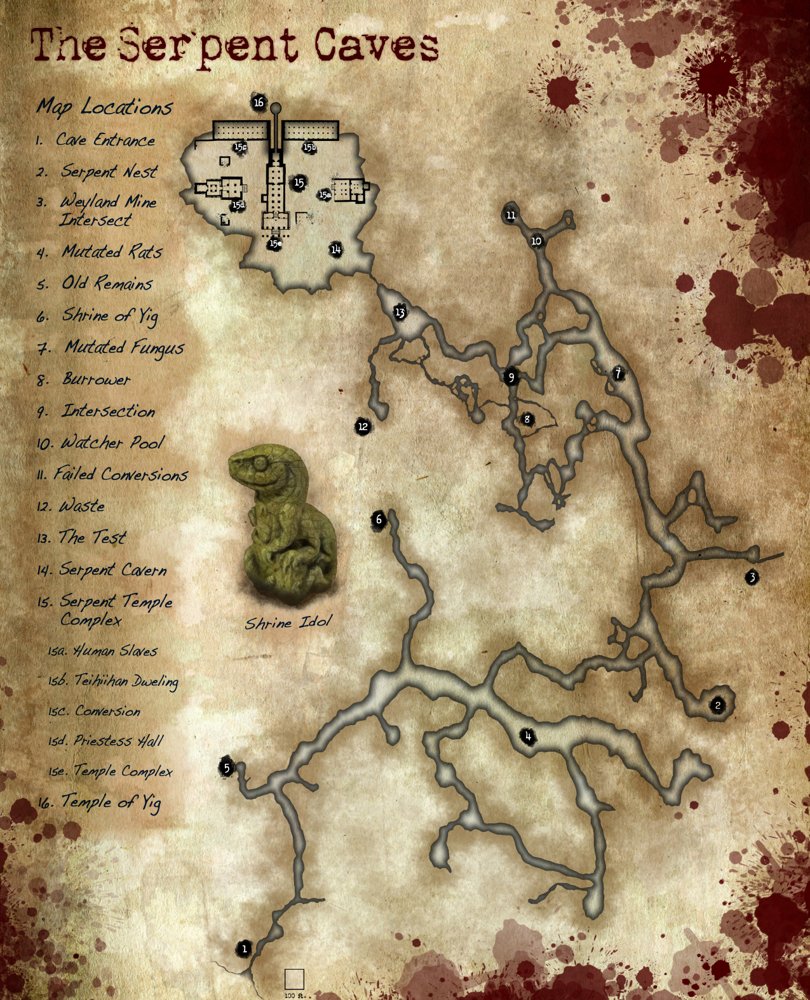 The Serpent Caves
Map Locations
1. Cave Entrance
2. Serpent Nest
3. Weyland Mine
Intersect
4. Mutated Rats
5. Old Remains
6. Shrine of Yig
7. Mutated Fungus
8. Burrower
9. Intersection
10. Watcher Pool
11. Failed Conversions
12. Waste
13. The Test
14. Serpent Cavern
15. Serpent Temple
Complex
15a. Human Slaves
15b. Teihiihan Dweling
15c. Conversion
15d. Priestess Hall
15e. Temple Complex
16. Temple of Yig
16
15c
15b
15
15a
15d
15e
14
13
11
10
9
7
8
12
6
3
2
4
5
1
Shrine Idol
100 ft.